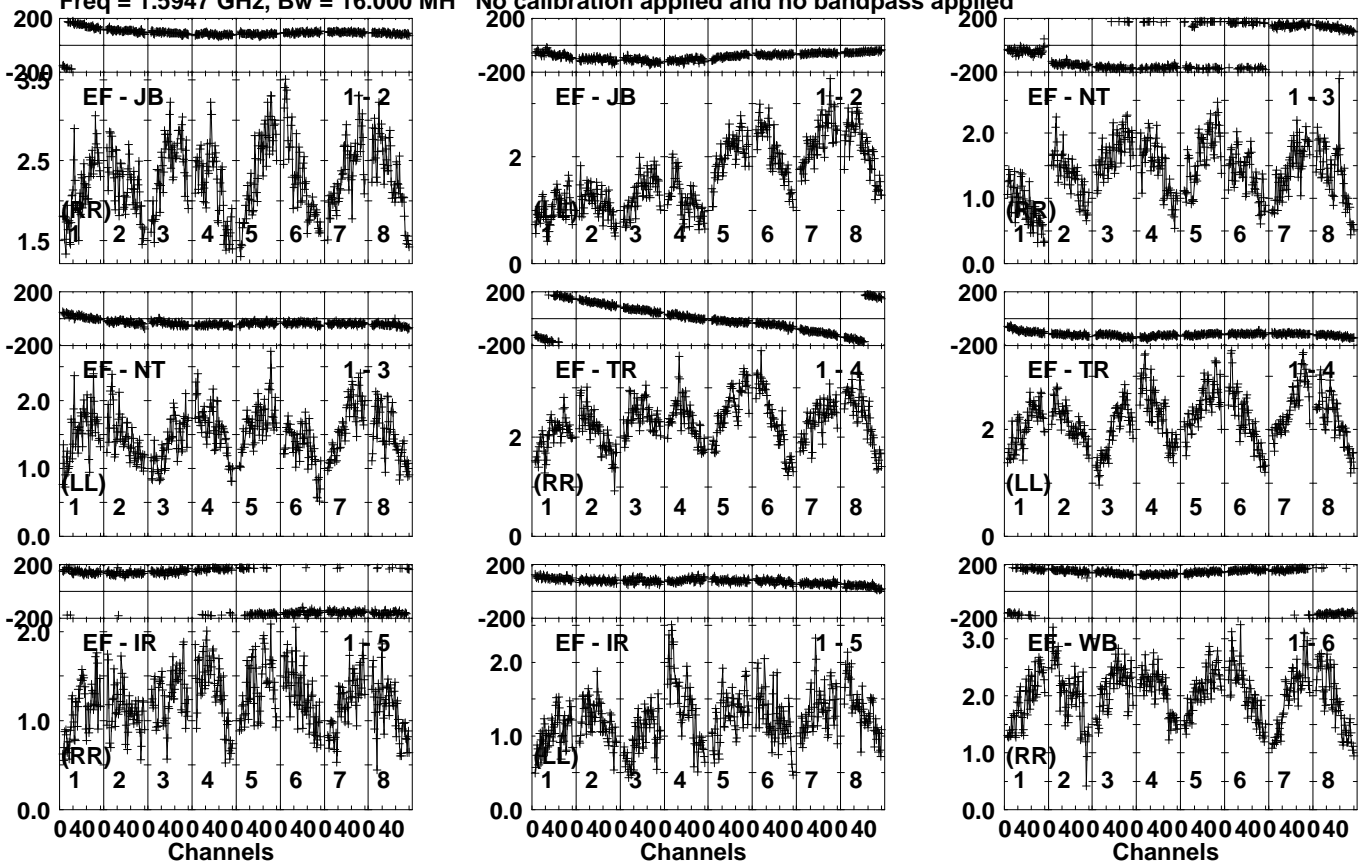 Freq = 1.5947 GHz, Bw = 16.000 MH No calibration applied and no bandpass applied
200 200 200
-200 -200 -200
3.5
EF - JB 1 - 2 EF - JB 1 - 2 EF - NT 1 - 3
2.5 2 2.0
1.5 1.0
(RR) (LL) (RR)
1 2 3 4 5 6 7 8 1 2 3 4 5 6 7 8 1 2 3 4 5 6 7 8
0 0.0
200 200 200
-200 -200 -200
EF - NT 1 - 3 EF - TR 1 - 4 EF - TR 1 - 4
2.0 2 2
1.0
(LL) (RR) (LL)
1 2 3 4 5 6 7 8 1 2 3 4 5 6 7 8 1 2 3 4 5 6 7 8
0.0 0 0
200 200 200
-200 -200 -200
2.0 3.0
EF - IR 1 - 5 EF - IR 1 - 5 EF - WB 1 - 6
2.0 2.0
1.0 1.0 1.0
(RR) (LL) (RR)
1 2 3 4 5 6 7 8 1 2 3 4 5 6 7 8 1 2 3 4 5 6 7 8
0.0 0.0 0.0
0 40 0 40 0 40 0 40 0 40 0 40 0 40 0 40 0 40 0 40 0 40 0 40 0 40 0 40 0 40 0 40 0 40 0 40 0 40 0 40 0 40 0 40 0 40 0 40
Channels Channels Channels